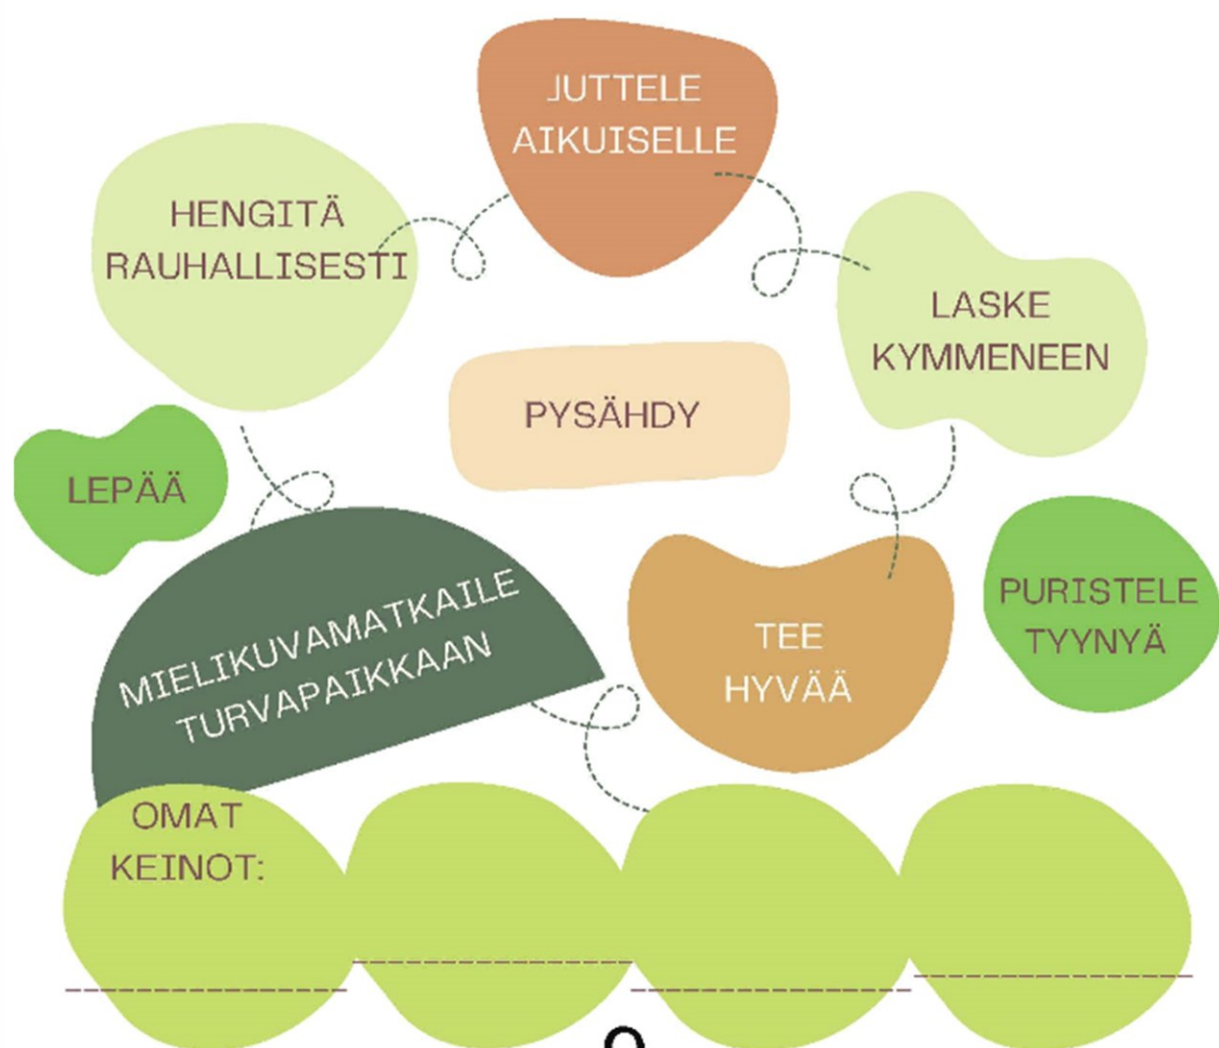 JUTTELE
AIKUISELLE
HENGITÄ
RAUHALLISESTI
LASKE
KYMMENEEN
PYSÄHDY
LEPÄÄ
MIELIKUVAMATKAILE
TURVAPAIKKAAN
TEE
HYVÄÄ
PURISTELE
TYYNYÄ
OMAT
KEINOT: